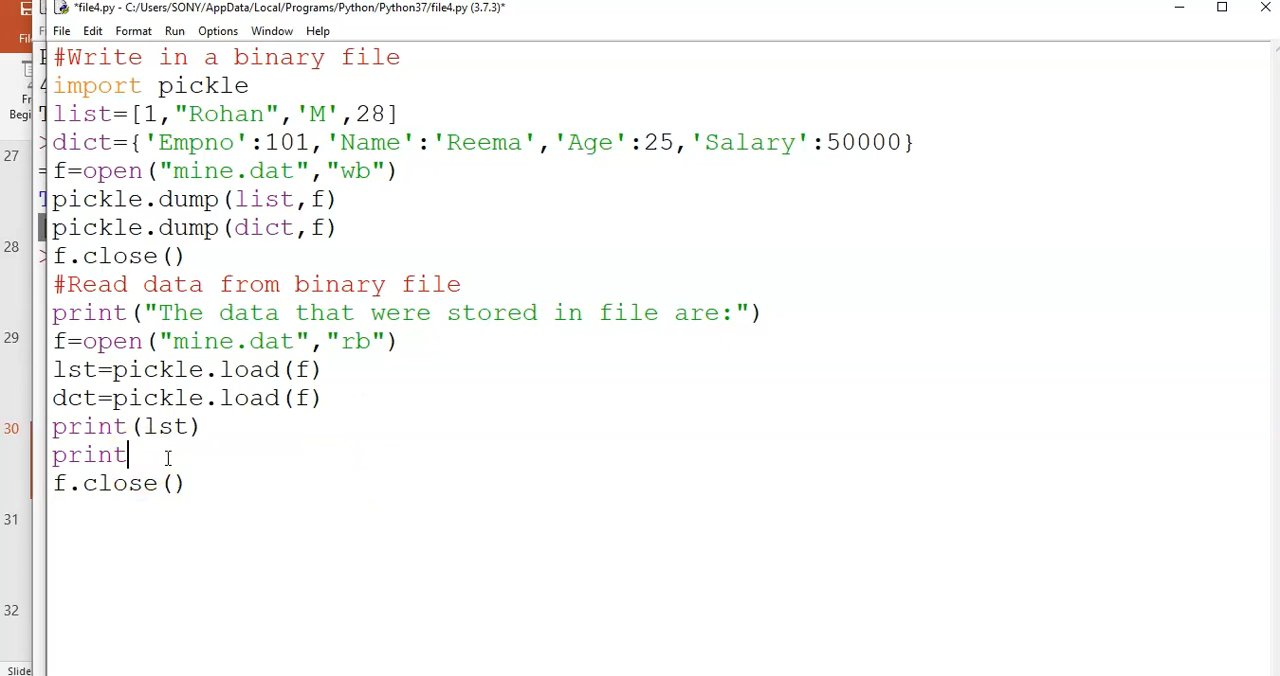 *file4.py - C:/Users/SONY/AppData/Local/Programs/Python/Python37/file4.py (3.7.3)*
File Edit Format Run Options Window Help
#Write in a binary file
import pickle
list=[1,"Rohan",'M',28]
dict={'Empno':101,'Name':'Reema','Age':25,'Salary':50000}
f=open("mine.dat","wb")
pickle.dump(list,f)
pickle.dump(dict,f)
f.close()
#Read data from binary file
print("The data that were stored in file are:")
f=open("mine.dat","rb")
lst=pickle.load(f)
dct=pickle.load(f)
print(lst)
print
f.close()
27
28
29
30
31
32
Slide